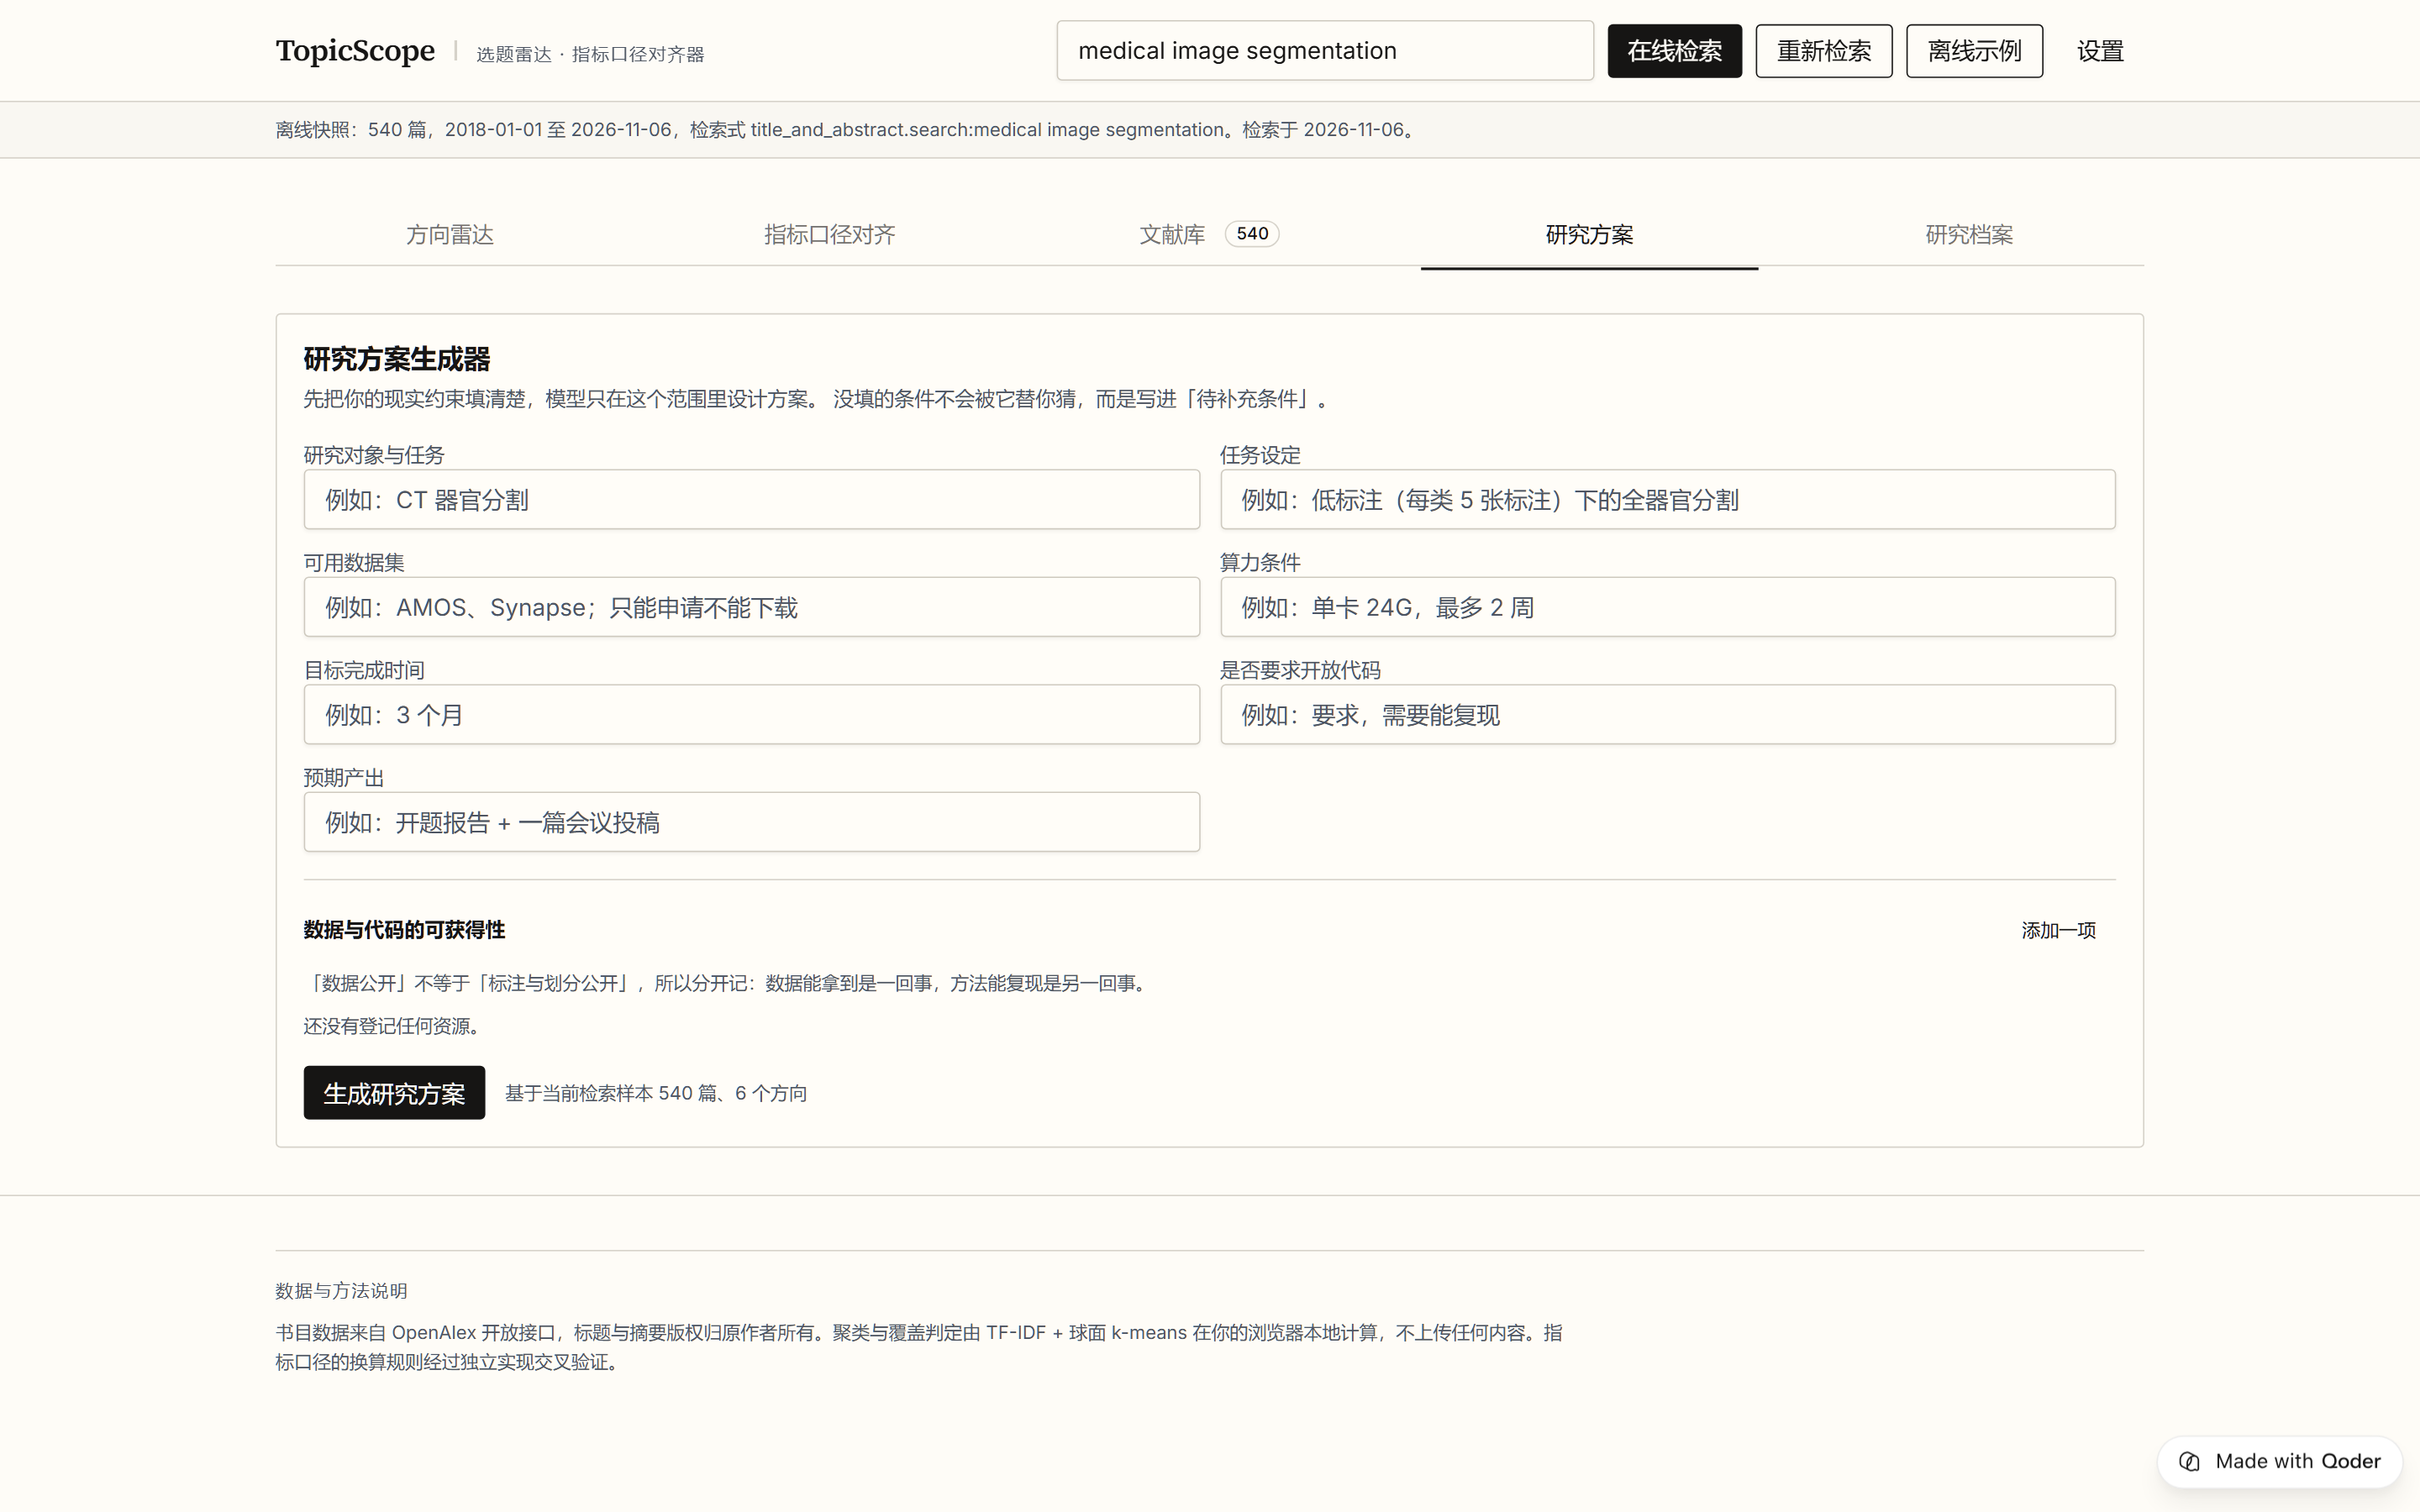 TopicScope
选题雷达 · 指标口径对齐器
medical image segmentation
在线检索
重新检索
离线示例
设置
离线快照：540 篇，2018-01-01 至 2026-11-06，检索式 title_and_abstract.search:medical image segmentation。检索于 2026-11-06。
方向雷达
指标口径对齐
文献库 540
研究方案
研究档案
研究方案生成器
先把你的现实约束填清楚，模型只在这个范围里设计方案。 没填的条件不会被它替你猜，而是写进「待补充条件」。
研究对象与任务
例如：CT 器官分割
任务设定
例如：低标注（每类 5 张标注）下的全器官分割
可用数据集
例如：AMOS、Synapse；只能申请不能下载
算力条件
例如：单卡 24G，最多 2 周
目标完成时间
例如：3 个月
是否要求开放代码
例如：要求，需要能复现
预期产出
例如：开题报告 + 一篇会议投稿
数据与代码的可获得性
添加一项
「数据公开」不等于「标注与划分公开」，所以分开记：数据能拿到是一回事，方法能复现是另一回事。
还没有登记任何资源。
生成研究方案
基于当前检索样本 540 篇、6 个方向
数据与方法说明
书目数据来自 OpenAlex 开放接口，标题与摘要版权归原作者所有。聚类与覆盖判定由 TF-IDF + 球面 k-means 在你的浏览器本地计算，不上传任何内容。指
标口径的换算规则经过独立实现交叉验证。
Made with Qoder